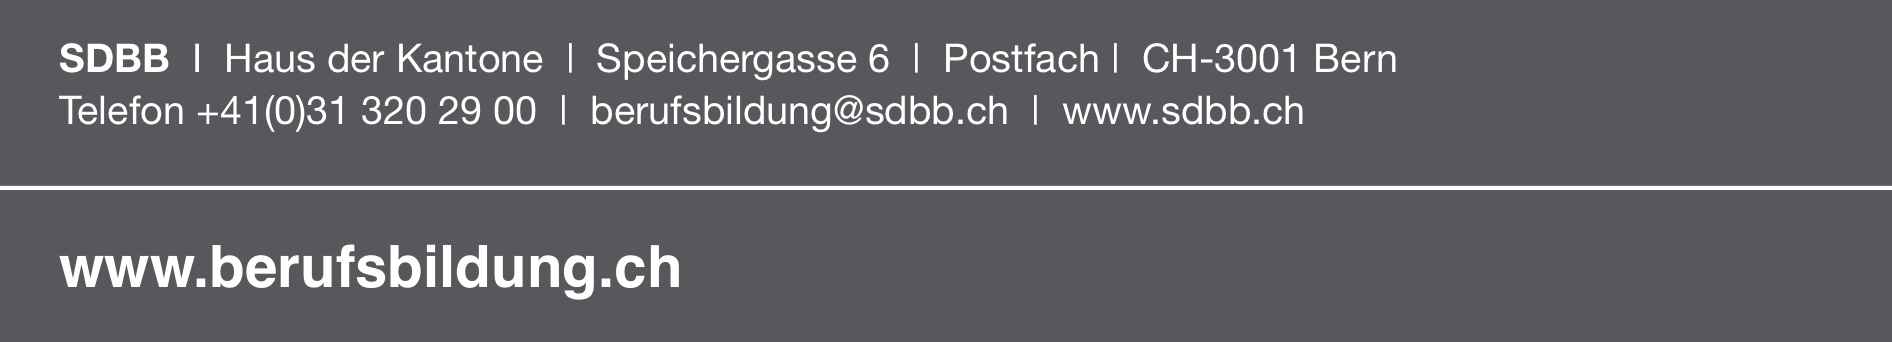 SDBB | Haus der Kantone | Speichergasse 6 | Postfach | CH-3001 Bern
Telefon +41(0)31 320 29 00 | berufsbildung@sdbb.ch | www.sdbb.ch
www.berufsbildung.ch